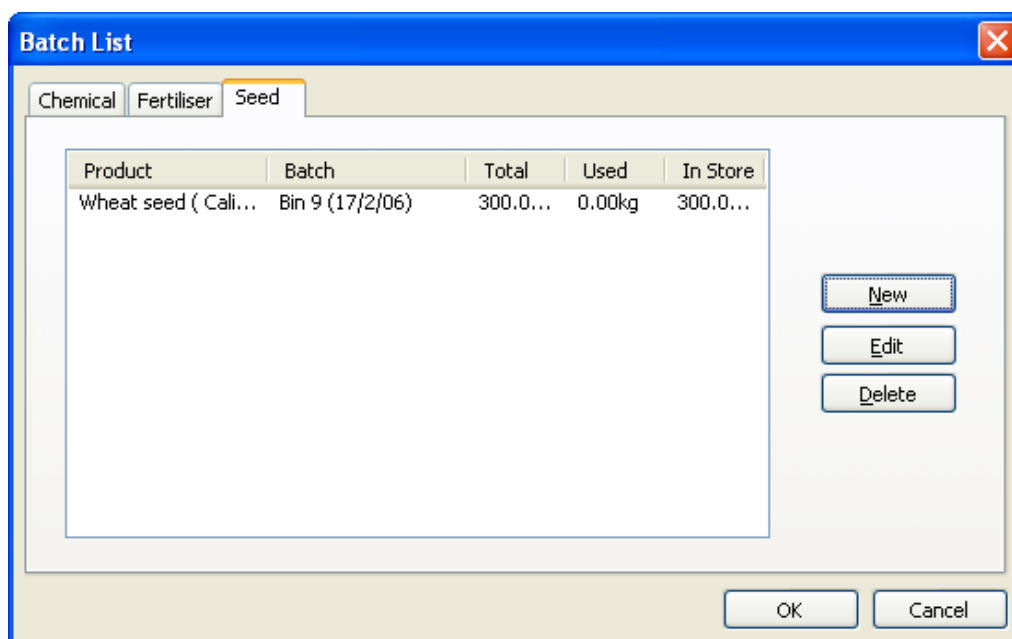 Batch List
Chemical Fertiliser Seed
Product Batch Total Used In Store
Wheat seed ( Cali... Bin 9 (17/2/06) 300.0... 0.00kg 300.0...
New
Edit
Delete
OK Cancel